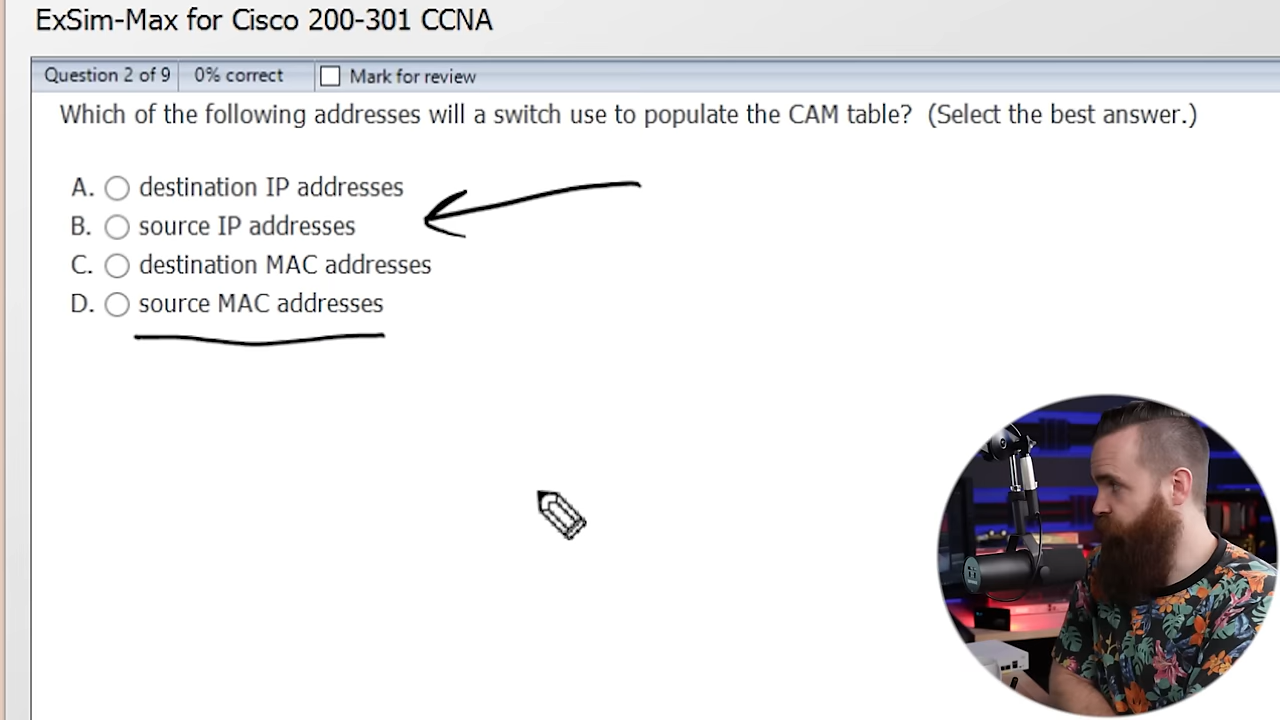 ExSim-Max for Cisco 200-301 CCNA
Question 2 of 9 0% correct Mark for review
Which of the following addresses will a switch use to populate the CAM table? (Select the best answer.)
A. destination IP addresses
B. source IP addresses
C. destination MAC addresses
D. source MAC addresses